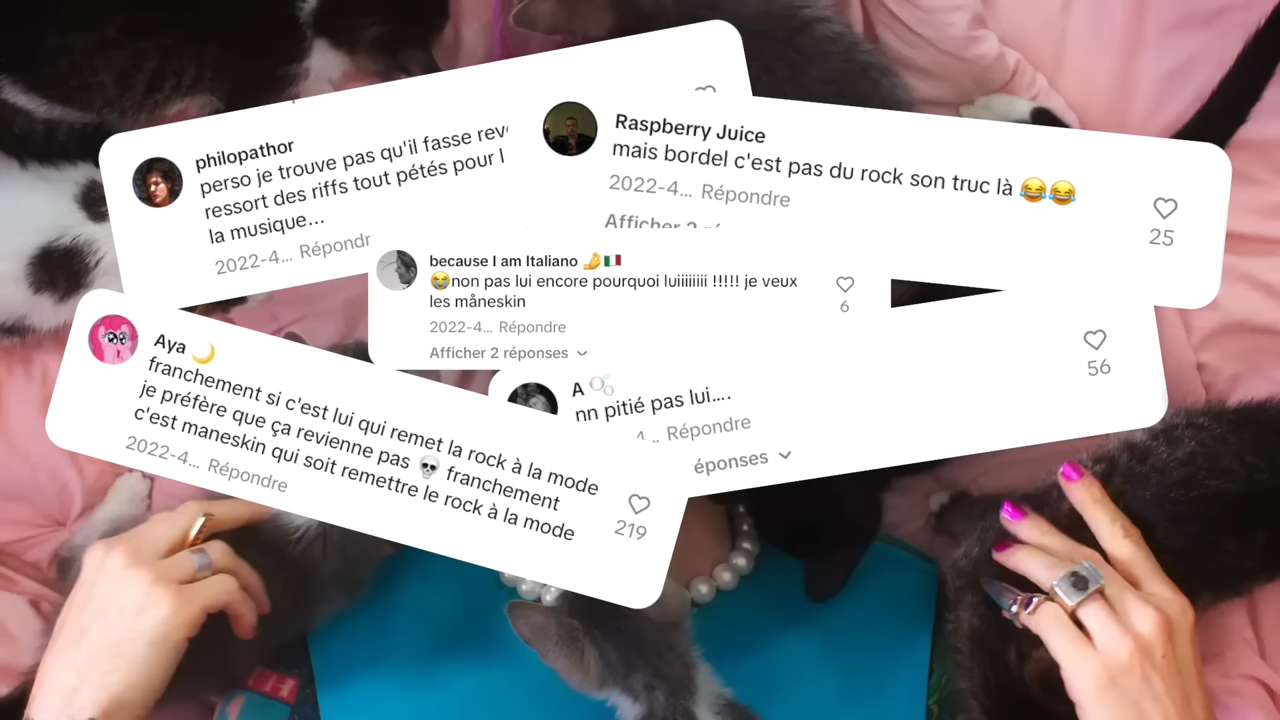 philopathor
perso je trouve pas qu'il fasse
ressort des riffs tout pétés pour
la musique...
2022-4...
Raspberry Juice
mais bordel c'est pas du rock son truc là 😂😂
2022-4... Répondre
Afficher 2
25
because I am Italiano 🤌🇮🇹
😭non pas lui encore pourquoi luiiiiiiii !!!!! je veux
les måneskin
6
2022-4... Répondre
Afficher 2 réponses
A 🫧
nn pitié pas lui....
Répondre
56
Aya 🌙
franchement si c'est lui qui remet la rock à la mode
je préfère que ça revienne pas 💀 franchement
c'est maneskin qui soit remettre le rock à la mode
2022-4... Répondre
219